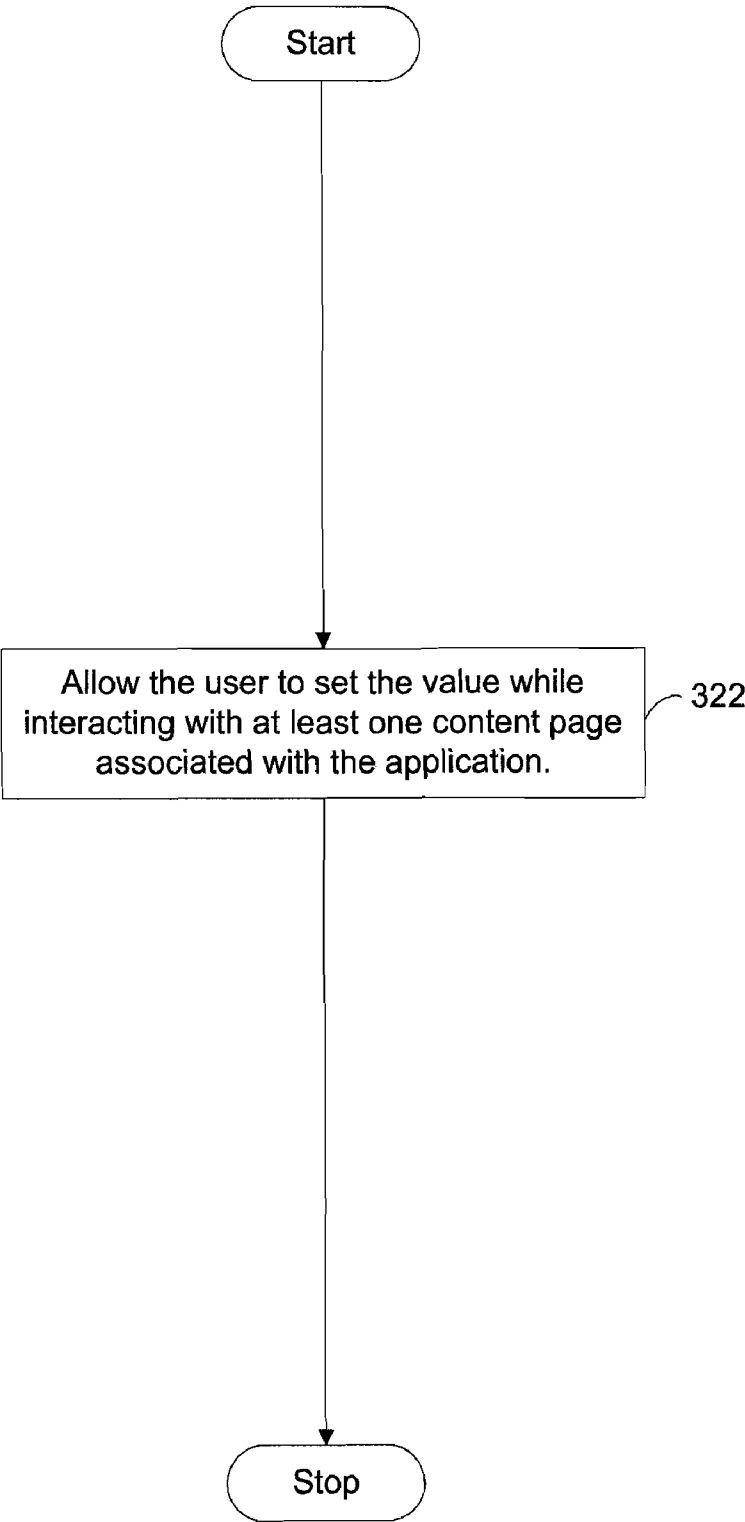 Start
Allow the user to set the value while
interacting with at least one content page
associated with the application.
322
Stop